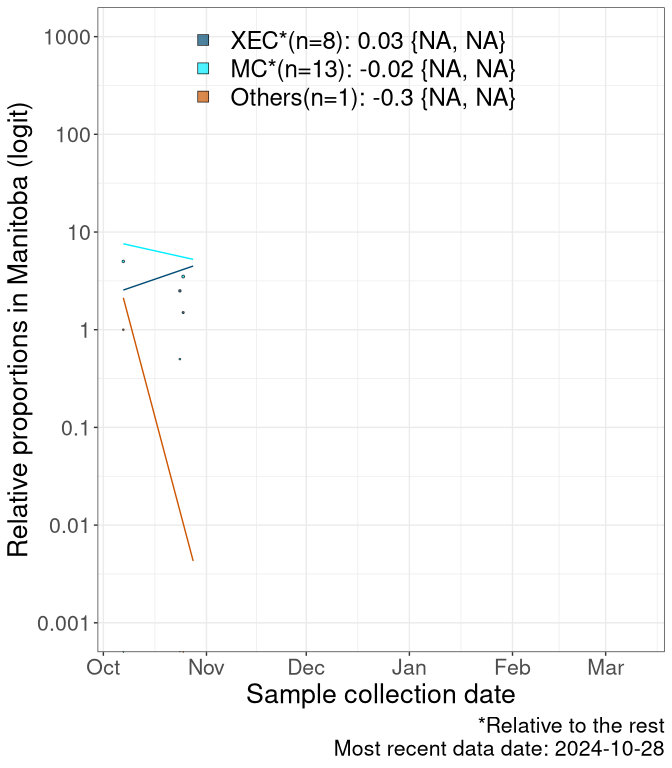 XEC*(n=8): 0.03 {NA, NA}
MC*(n=13): -0.02 {NA, NA}
Others(n=1): -0.3 {NA, NA}
Relative proportions in Manitoba (logit)
1000
100
10
1
0.1
0.01
0.001
Oct Nov Dec Jan Feb Mar
Sample collection date
*Relative to the rest
Most recent data date: 2024-10-28